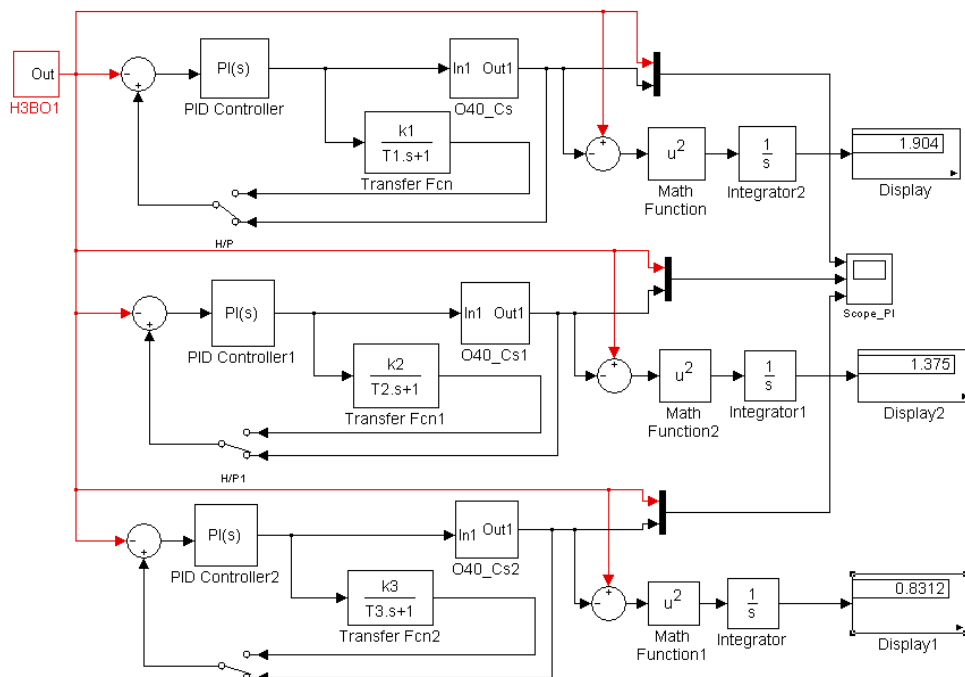 Out
H3BO1
PI(s)
PID Controller
In1 Out1
O40_Cs
k1
T1.s+1
Transfer Fcn
H/P
u2
Math
Function
1
s
Integrator2
1.904
Display
Scope_PI
PI(s)
PID Controller1
In1 Out1
O40_Cs1
k2
T2.s+1
Transfer Fcn1
H/P1
u2
Math
Function2
1
s
Integrator1
1.375
Display2
PI(s)
PID Controller2
In1 Out1
O40_Cs2
k3
T3.s+1
Transfer Fcn2
u2
Math
Function1
1
s
Integrator
0.8312
Display1